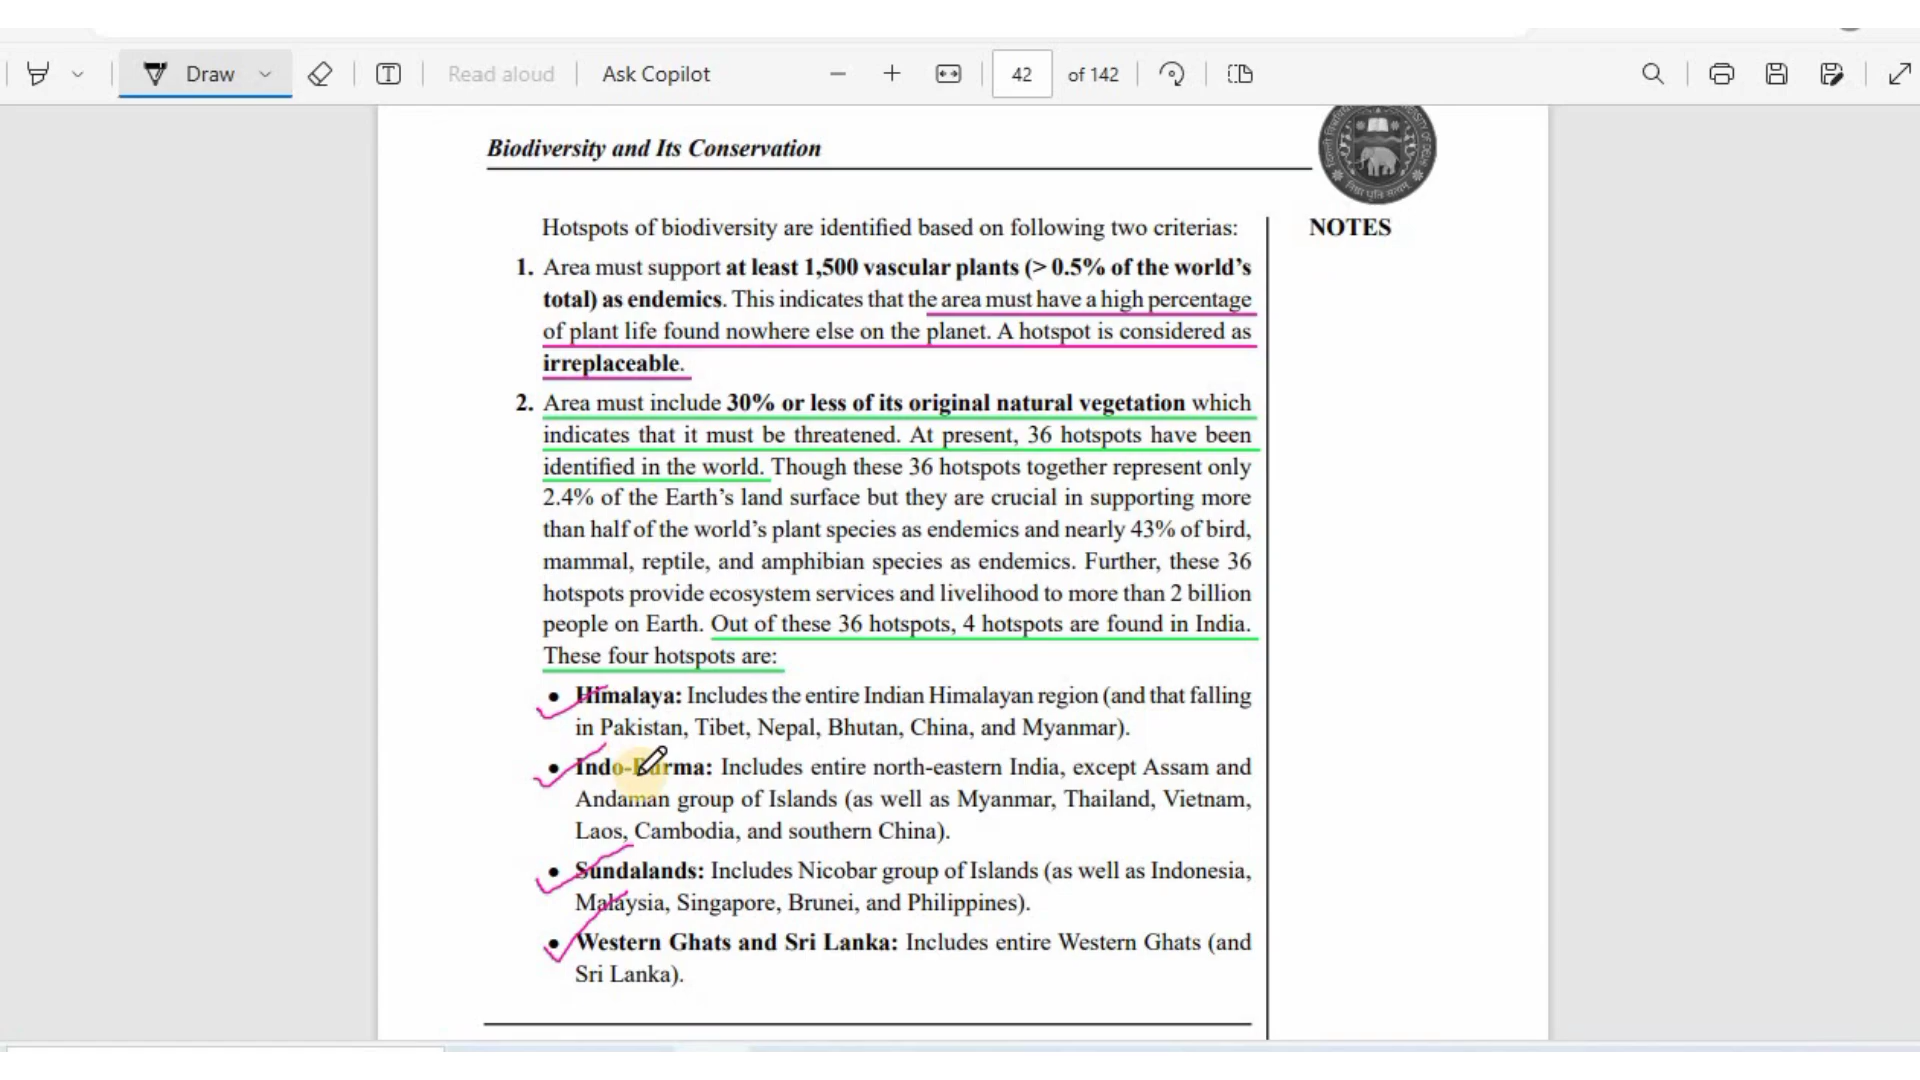 Draw
Read aloud
Ask Copilot
42
of 142
Biodiversity and Its Conservation
Hotspots of biodiversity are identified based on following two criterias:
NOTES
1. Area must support at least 1,500 vascular plants (> 0.5% of the world's
total) as endemics. This indicates that the area must have a high percentage
of plant life found nowhere else on the planet. A hotspot is considered as
irreplaceable.
2. Area must include 30% or less of its original natural vegetation which
indicates that it must be threatened. At present, 36 hotspots have been
identified in the world. Though these 36 hotspots together represent only
2.4% of the Earth's land surface but they are crucial in supporting more
than half of the world's plant species as endemics and nearly 43% of bird,
mammal, reptile, and amphibian species as endemics. Further, these 36
hotspots provide ecosystem services and livelihood to more than 2 billion
people on Earth. Out of these 36 hotspots, 4 hotspots are found in India.
These four hotspots are:
• Himalaya: Includes the entire Indian Himalayan region (and that falling
in Pakistan, Tibet, Nepal, Bhutan, China, and Myanmar).
• Indo-Burma: Includes entire north-eastern India, except Assam and
Andaman group of Islands (as well as Myanmar, Thailand, Vietnam,
Laos, Cambodia, and southern China).
• Sundalands: Includes Nicobar group of Islands (as well as Indonesia,
Malaysia, Singapore, Brunei, and Philippines).
• Western Ghats and Sri Lanka: Includes entire Western Ghats (and
Sri Lanka).